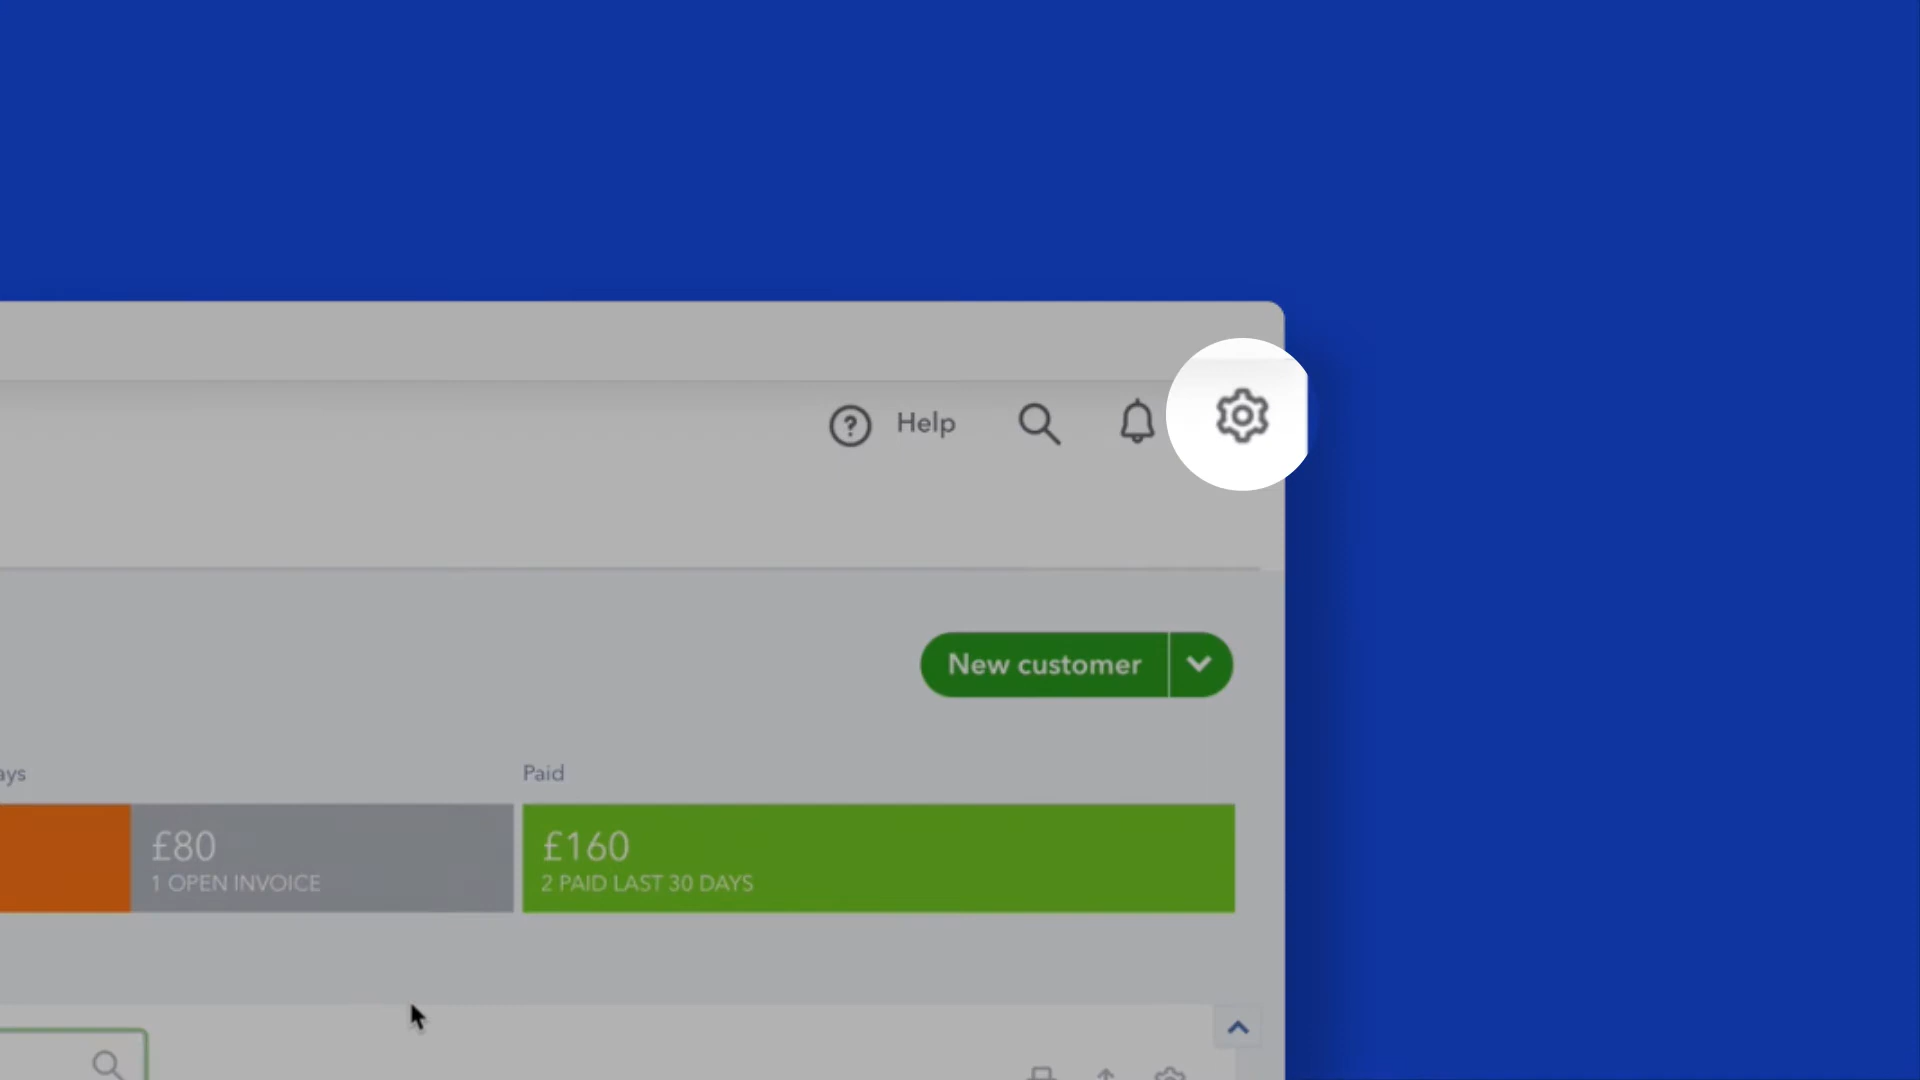 Help
New customer
ays
Paid
£80
£160
1 OPEN INVOICE
2 PAID LAST 30 DAYS